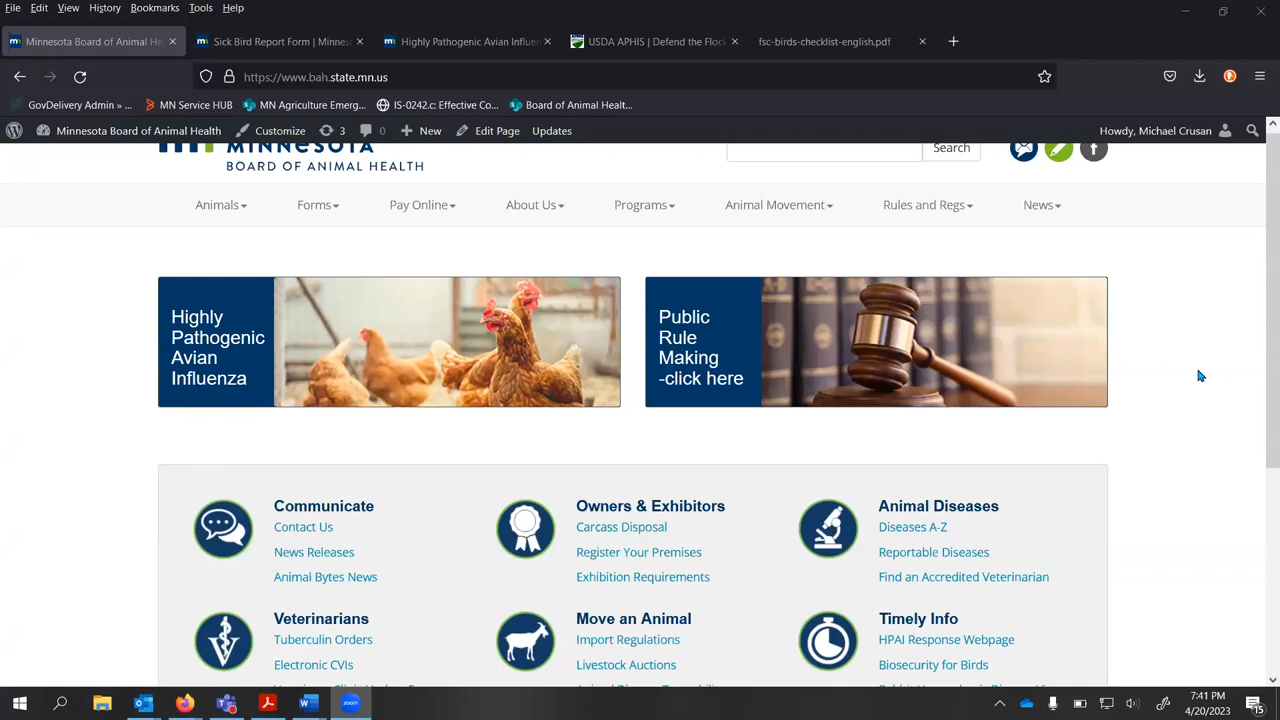 File Edit View History Bookmarks Tools Help
Minnesota Board of Animal He
Sick Bird Report Form | Minnes
Highly Pathogenic Avian Influen
USDA APHIS | Defend the Flock
fsc-birds-checklist-english.pdf
https://www.bah.state.mn.us
GovDelivery Admin » ... MN Service HUB MN Agriculture Emerg... IS-0242.c: Effective Co... Board of Animal Healt...
Minnesota Board of Animal Health Customize 3 0 New Edit Page Updates Howdy, Michael Crusan
MINNESOTA
BOARD OF ANIMAL HEALTH
Search
Animals Forms Pay Online About Us Programs Animal Movement Rules and Regs News
Highly
Pathogenic
Avian
Influenza
Public
Rule
Making
-click here
Communicate
Contact Us
News Releases
Animal Bytes News
Owners & Exhibitors
Carcass Disposal
Register Your Premises
Exhibition Requirements
Animal Diseases
Diseases A-Z
Reportable Diseases
Find an Accredited Veterinarian
Veterinarians
Tuberculin Orders
Electronic CVIs
Move an Animal
Import Regulations
Livestock Auctions
Timely Info
HPAI Response Webpage
Biosecurity for Birds
zoom
7:41 PM
4/20/2023
15